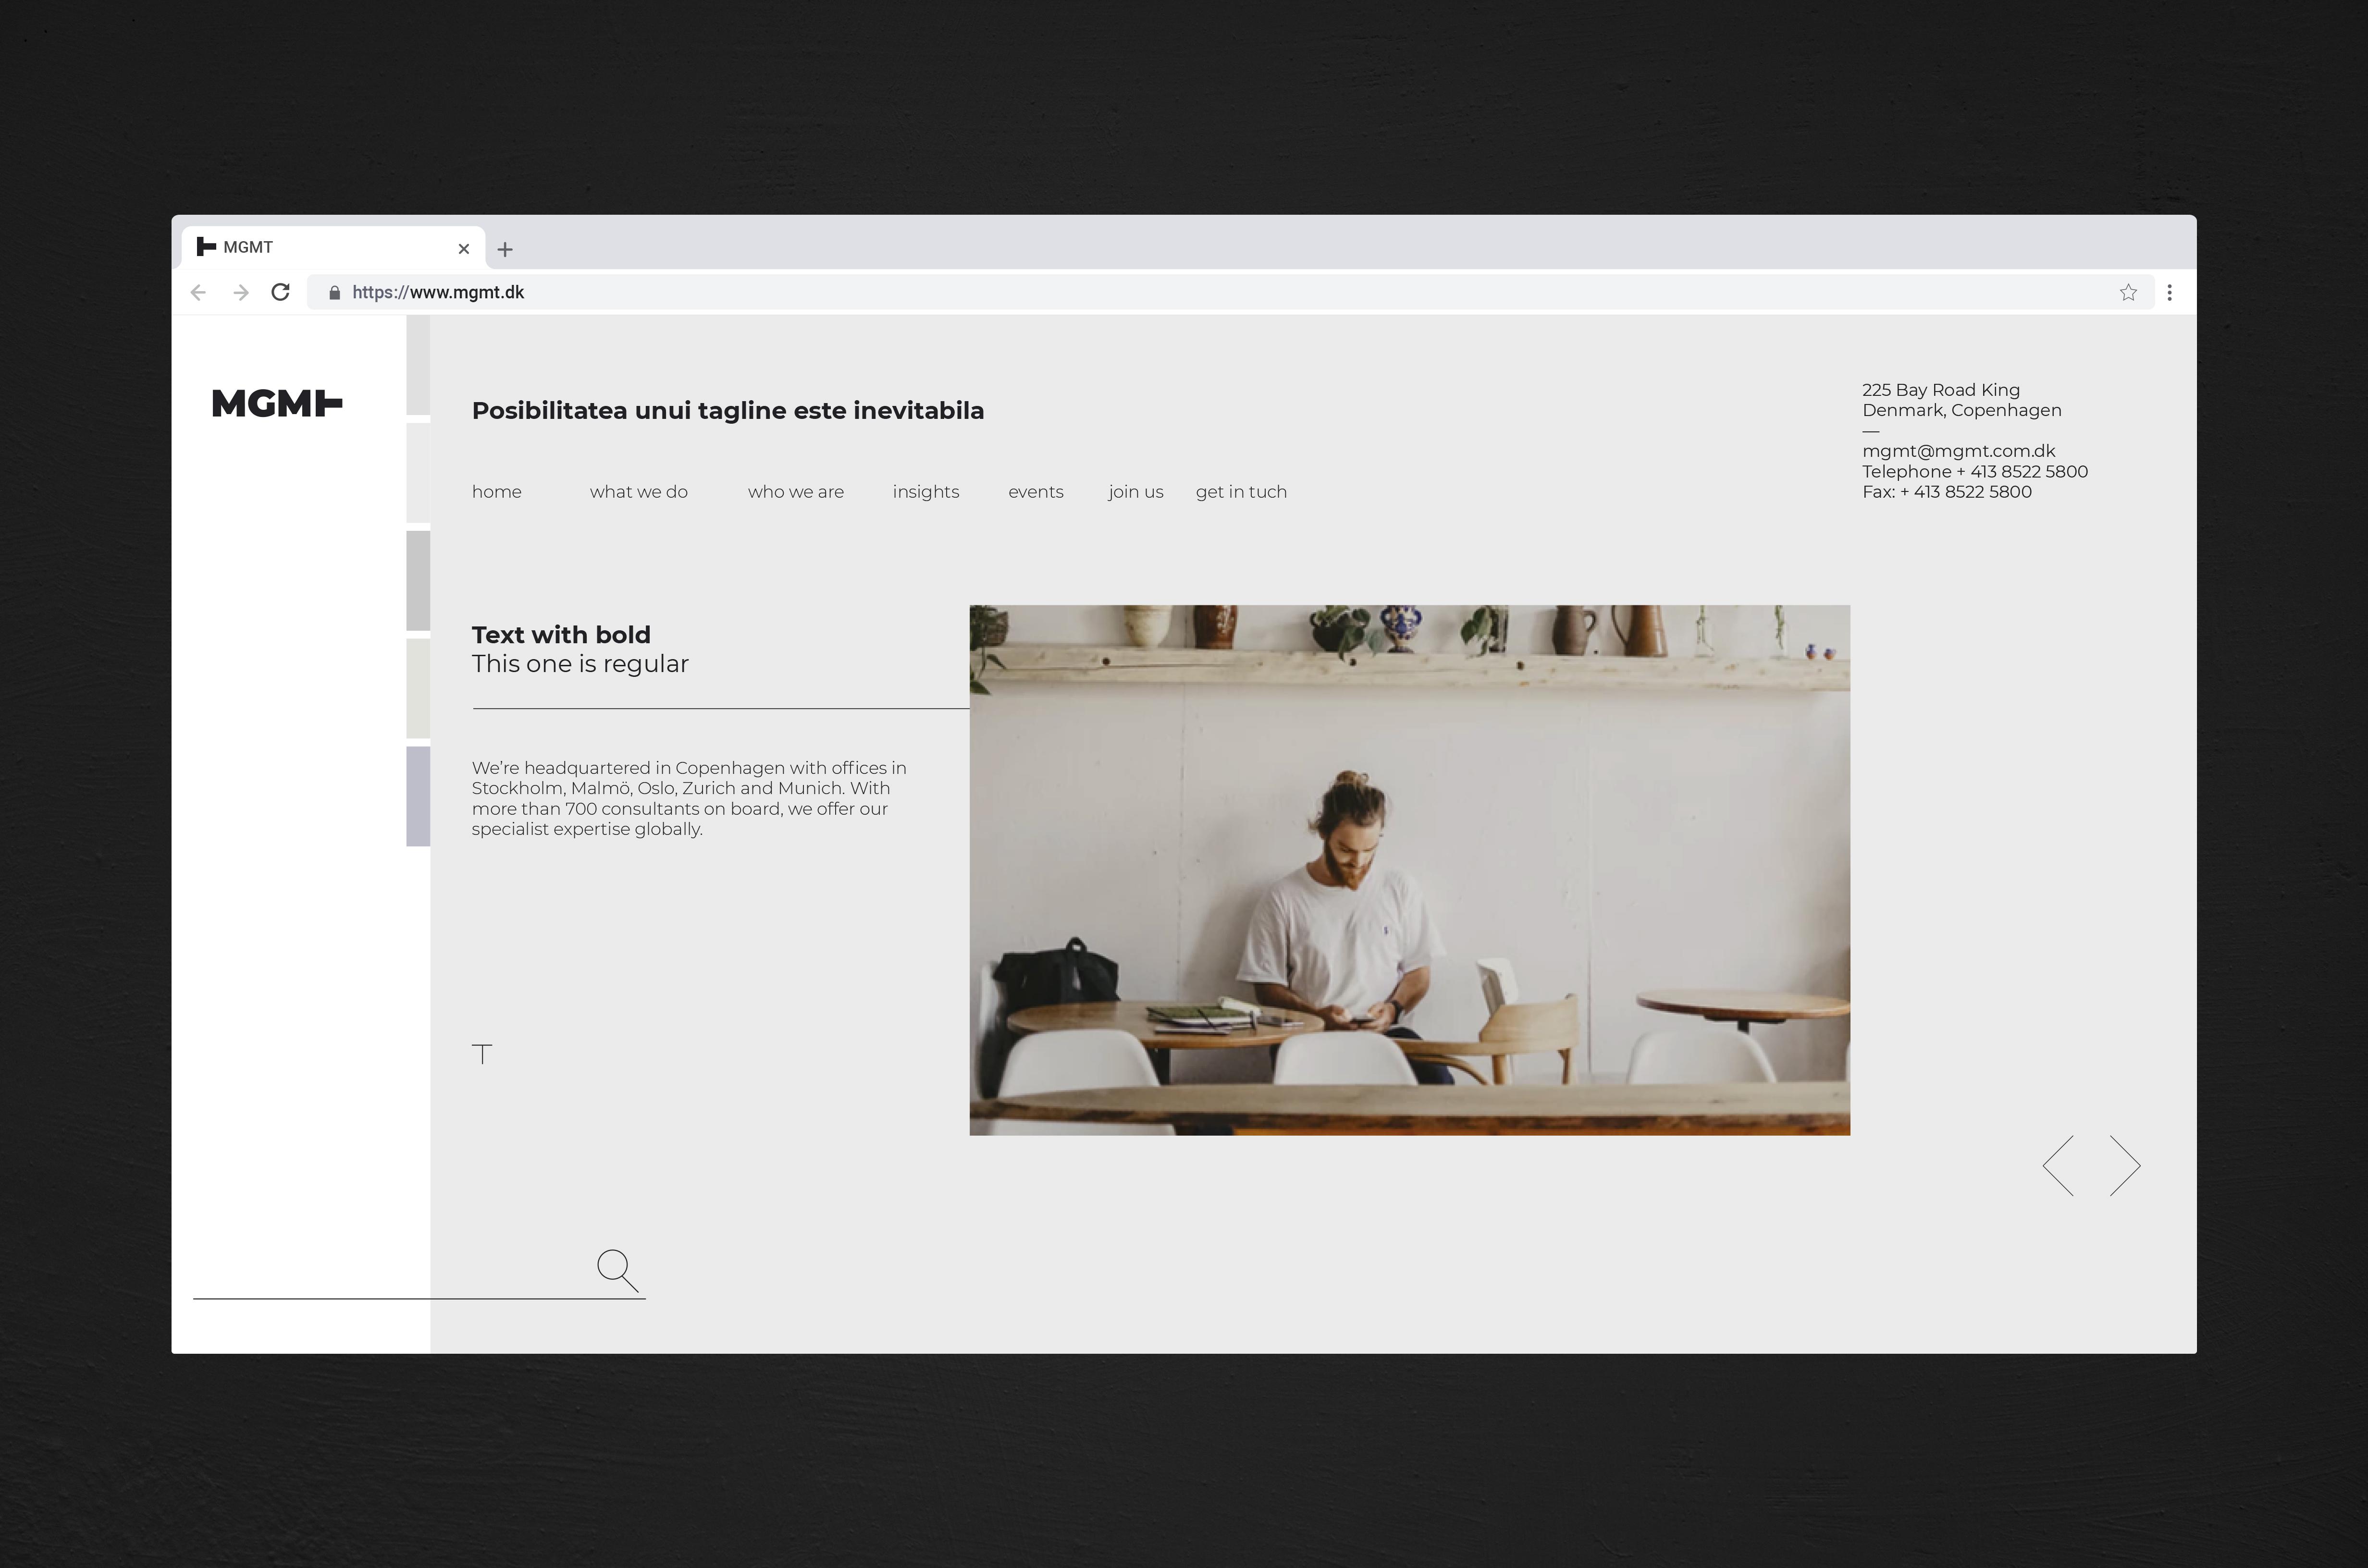 MGMT
https://www.mgmt.dk
MGMT
Posibilitatea unui tagline este inevitabila
225 Bay Road King
Denmark, Copenhagen
—
mgmt@mgmt.com.dk
Telephone + 413 8522 5800
Fax: + 413 8522 5800
home what we do who we are insights events join us get in tuch
Text with bold
This one is regular
We’re headquartered in Copenhagen with offices in
Stockholm, Malmö, Oslo, Zurich and Munich. With
more than 700 consultants on board, we offer our
specialist expertise globally.
T